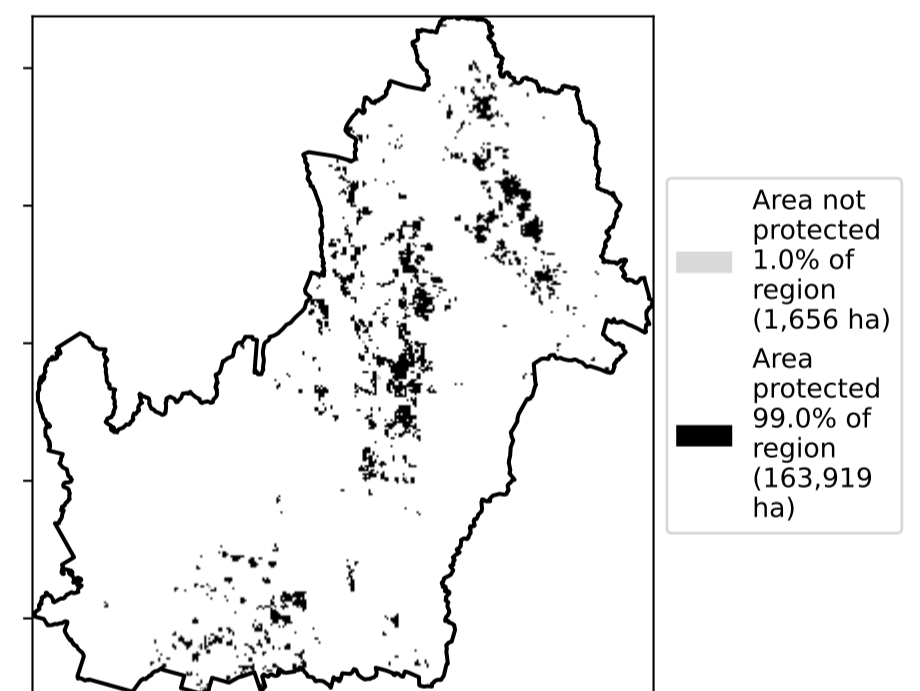 Area not
protected
1.0% of
region
(1,656 ha)
Area
protected
99.0% of
region
(163,919
ha)